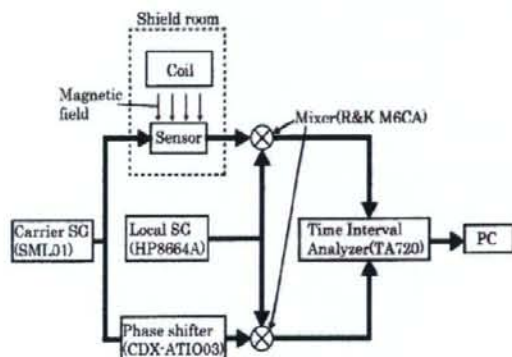 Shield room
Coil
Magnetic
field
Sensor
Mixer(R&K M6CA)
Carrier SG
(SML01)
Local SG
(HP8664A)
Time Interval
Analyzer(TA720)
PC
Phase shifter
(CDX-ATIO03)